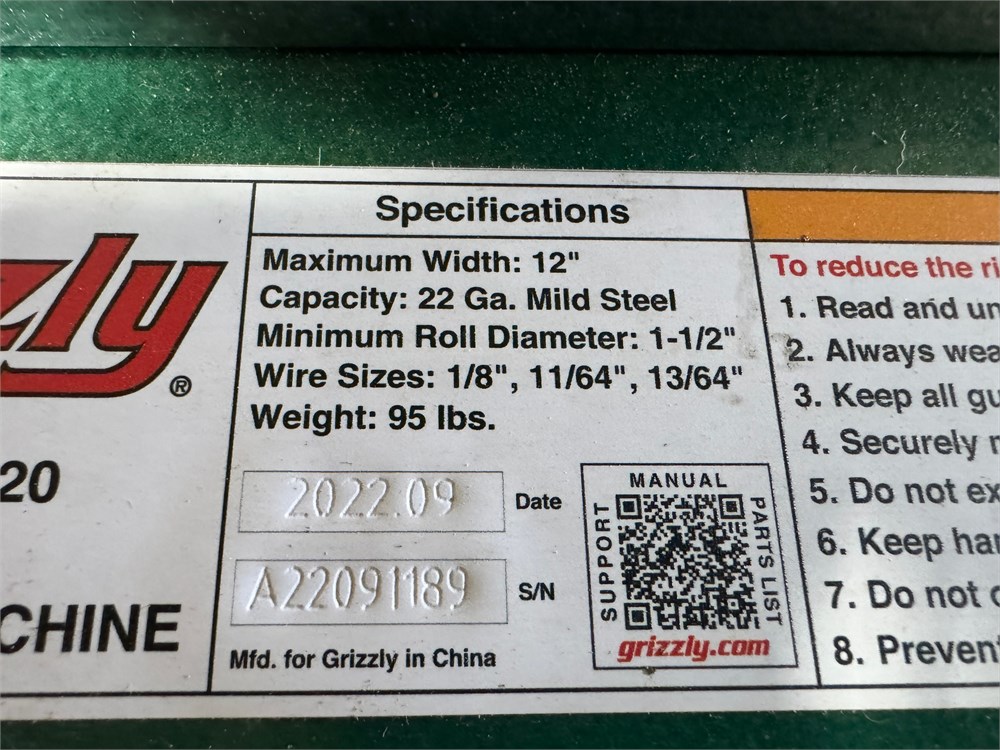 zly®
20
CHINE
Specifications
Maximum Width: 12"
Capacity: 22 Ga. Mild Steel
Minimum Roll Diameter: 1-1/2"
Wire Sizes: 1/8", 11/64", 13/64"
Weight: 95 lbs.
2022.09 Date
A22091189 S/N
Mfd. for Grizzly in China
MANUAL
SUPPORT
PARTS LIST
grizzly.com
To reduce the ri
1. Read and un
2. Always wea
3. Keep all gu
4. Securely
5. Do not ex
6. Keep ha
7. Do not
8. Preven